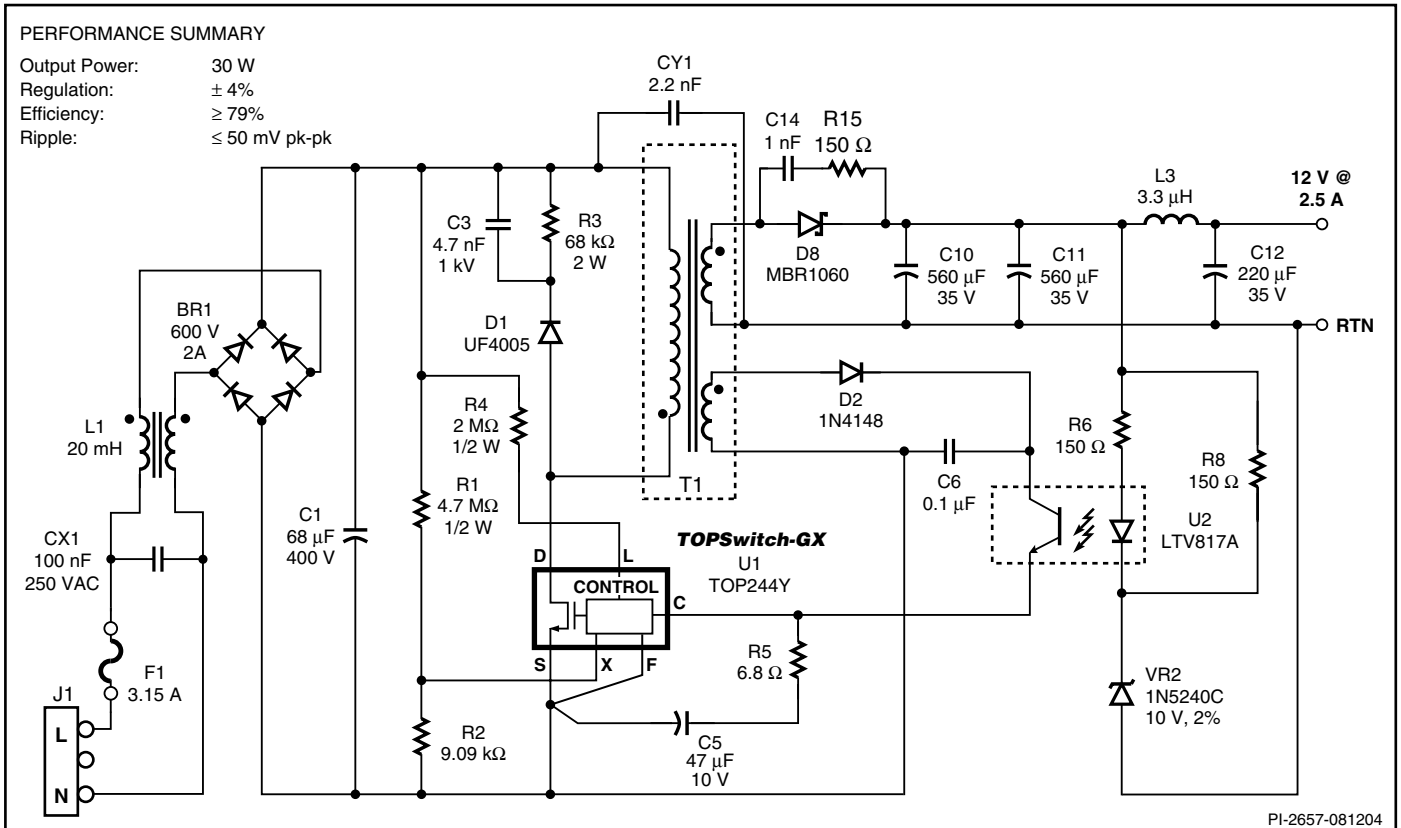 PERFORMANCE SUMMARY
Output Power: 30 W
Regulation: ± 4%
Efficiency: ≥ 79%
Ripple: ≤ 50 mV pk-pk
CY1
2.2 nF
C14
1 nF
R15
150 Ω
L3
3.3 µH
12 V @
2.5 A
C3
4.7 nF
1 kV
R3
68 kΩ
2 W
D8
MBR1060
C10
560 µF
35 V
C11
560 µF
35 V
C12
220 µF
35 V
RTN
BR1
600 V
2A
D1
UF4005
D2
1N4148
L1
20 mH
R4
2 MΩ
1/2 W
R6
150 Ω
R8
150 Ω
T1
C6
0.1 µF
R1
4.7 MΩ
1/2 W
C1
68 µF
400 V
CX1
100 nF
250 VAC
TOPSwitch-GX
U1
TOP244Y
U2
LTV817A
D
L
CONTROL
C
S
X
F
R5
6.8 Ω
F1
3.15 A
J1
L
N
R2
9.09 kΩ
C5
47 µF
10 V
VR2
1N5240C
10 V, 2%
PI-2657-081204